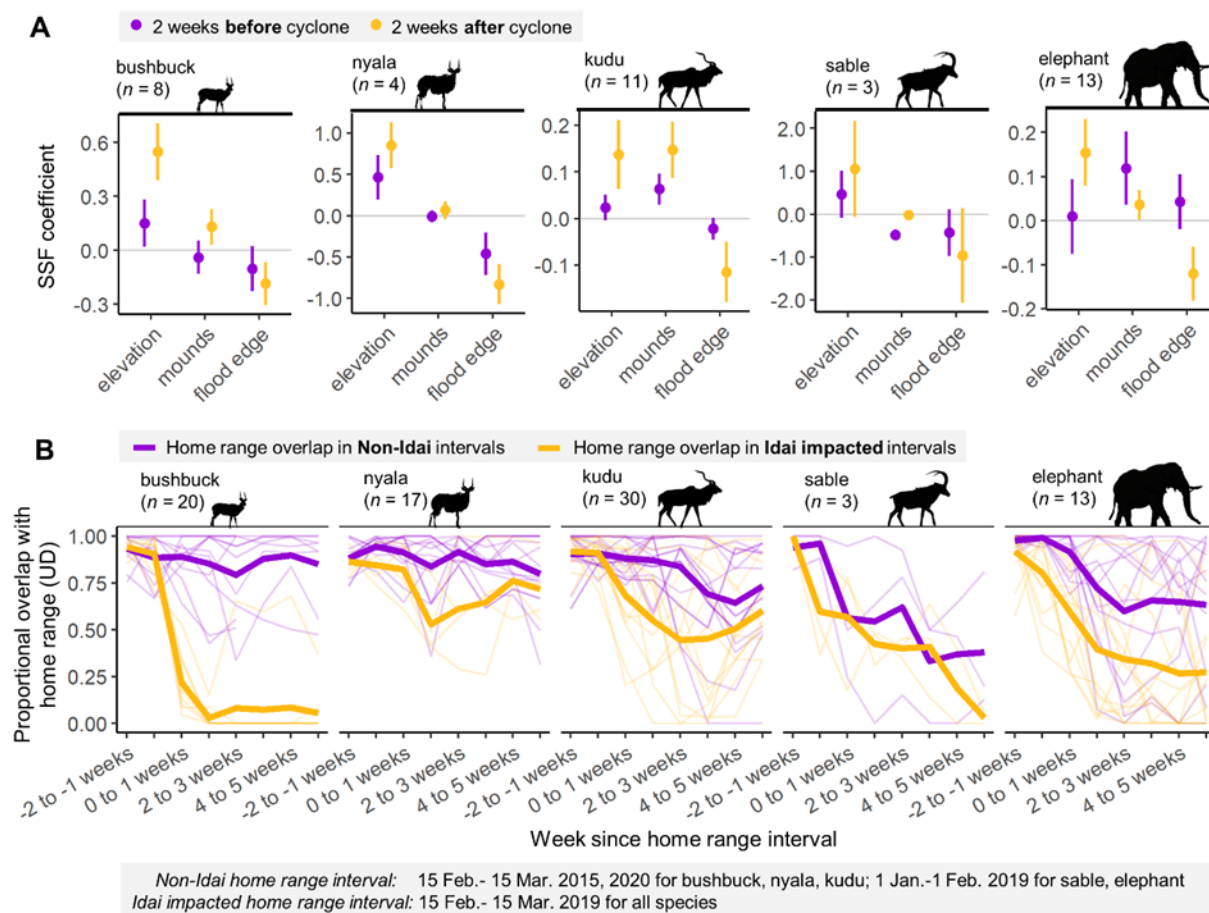 A
2 weeks before cyclone 2 weeks after cyclone
bushbuck
(n = 8)
nyala
(n = 4)
kudu
(n = 11)
sable
(n = 3)
elephant
(n = 13)
SSF coefficient
0.6
0.3
0.0
-0.3
1.0
0.5
0.0
-0.5
-1.0
0.2
0.1
0.0
-0.1
2.0
1.0
0.0
-1.0
-2.0
0.2
0.1
0.0
-0.1
-0.2
elevation
mounds
flood edge
elevation
mounds
flood edge
elevation
mounds
flood edge
elevation
mounds
flood edge
elevation
mounds
flood edge
B
Home range overlap in Non-Idai intervals Home range overlap in Idai impacted intervals
bushbuck
(n = 20)
nyala
(n = 17)
kudu
(n = 30)
sable
(n = 3)
elephant
(n = 13)
Proportional overlap with
home range (UD)
1.00
0.75
0.50
0.25
0.00
-2 to -1 weeks
0 to 1 weeks
2 to 3 weeks
4 to 5 weeks
-2 to -1 weeks
0 to 1 weeks
2 to 3 weeks
4 to 5 weeks
-2 to -1 weeks
0 to 1 weeks
2 to 3 weeks
4 to 5 weeks
-2 to -1 weeks
0 to 1 weeks
2 to 3 weeks
4 to 5 weeks
-2 to -1 weeks
0 to 1 weeks
2 to 3 weeks
4 to 5 weeks
Week since home range interval
Non-Idai home range interval: 15 Feb.- 15 Mar. 2015, 2020 for bushbuck, nyala, kudu; 1 Jan.-1 Feb. 2019 for sable, elephant
Idai impacted home range interval: 15 Feb.- 15 Mar. 2019 for all species